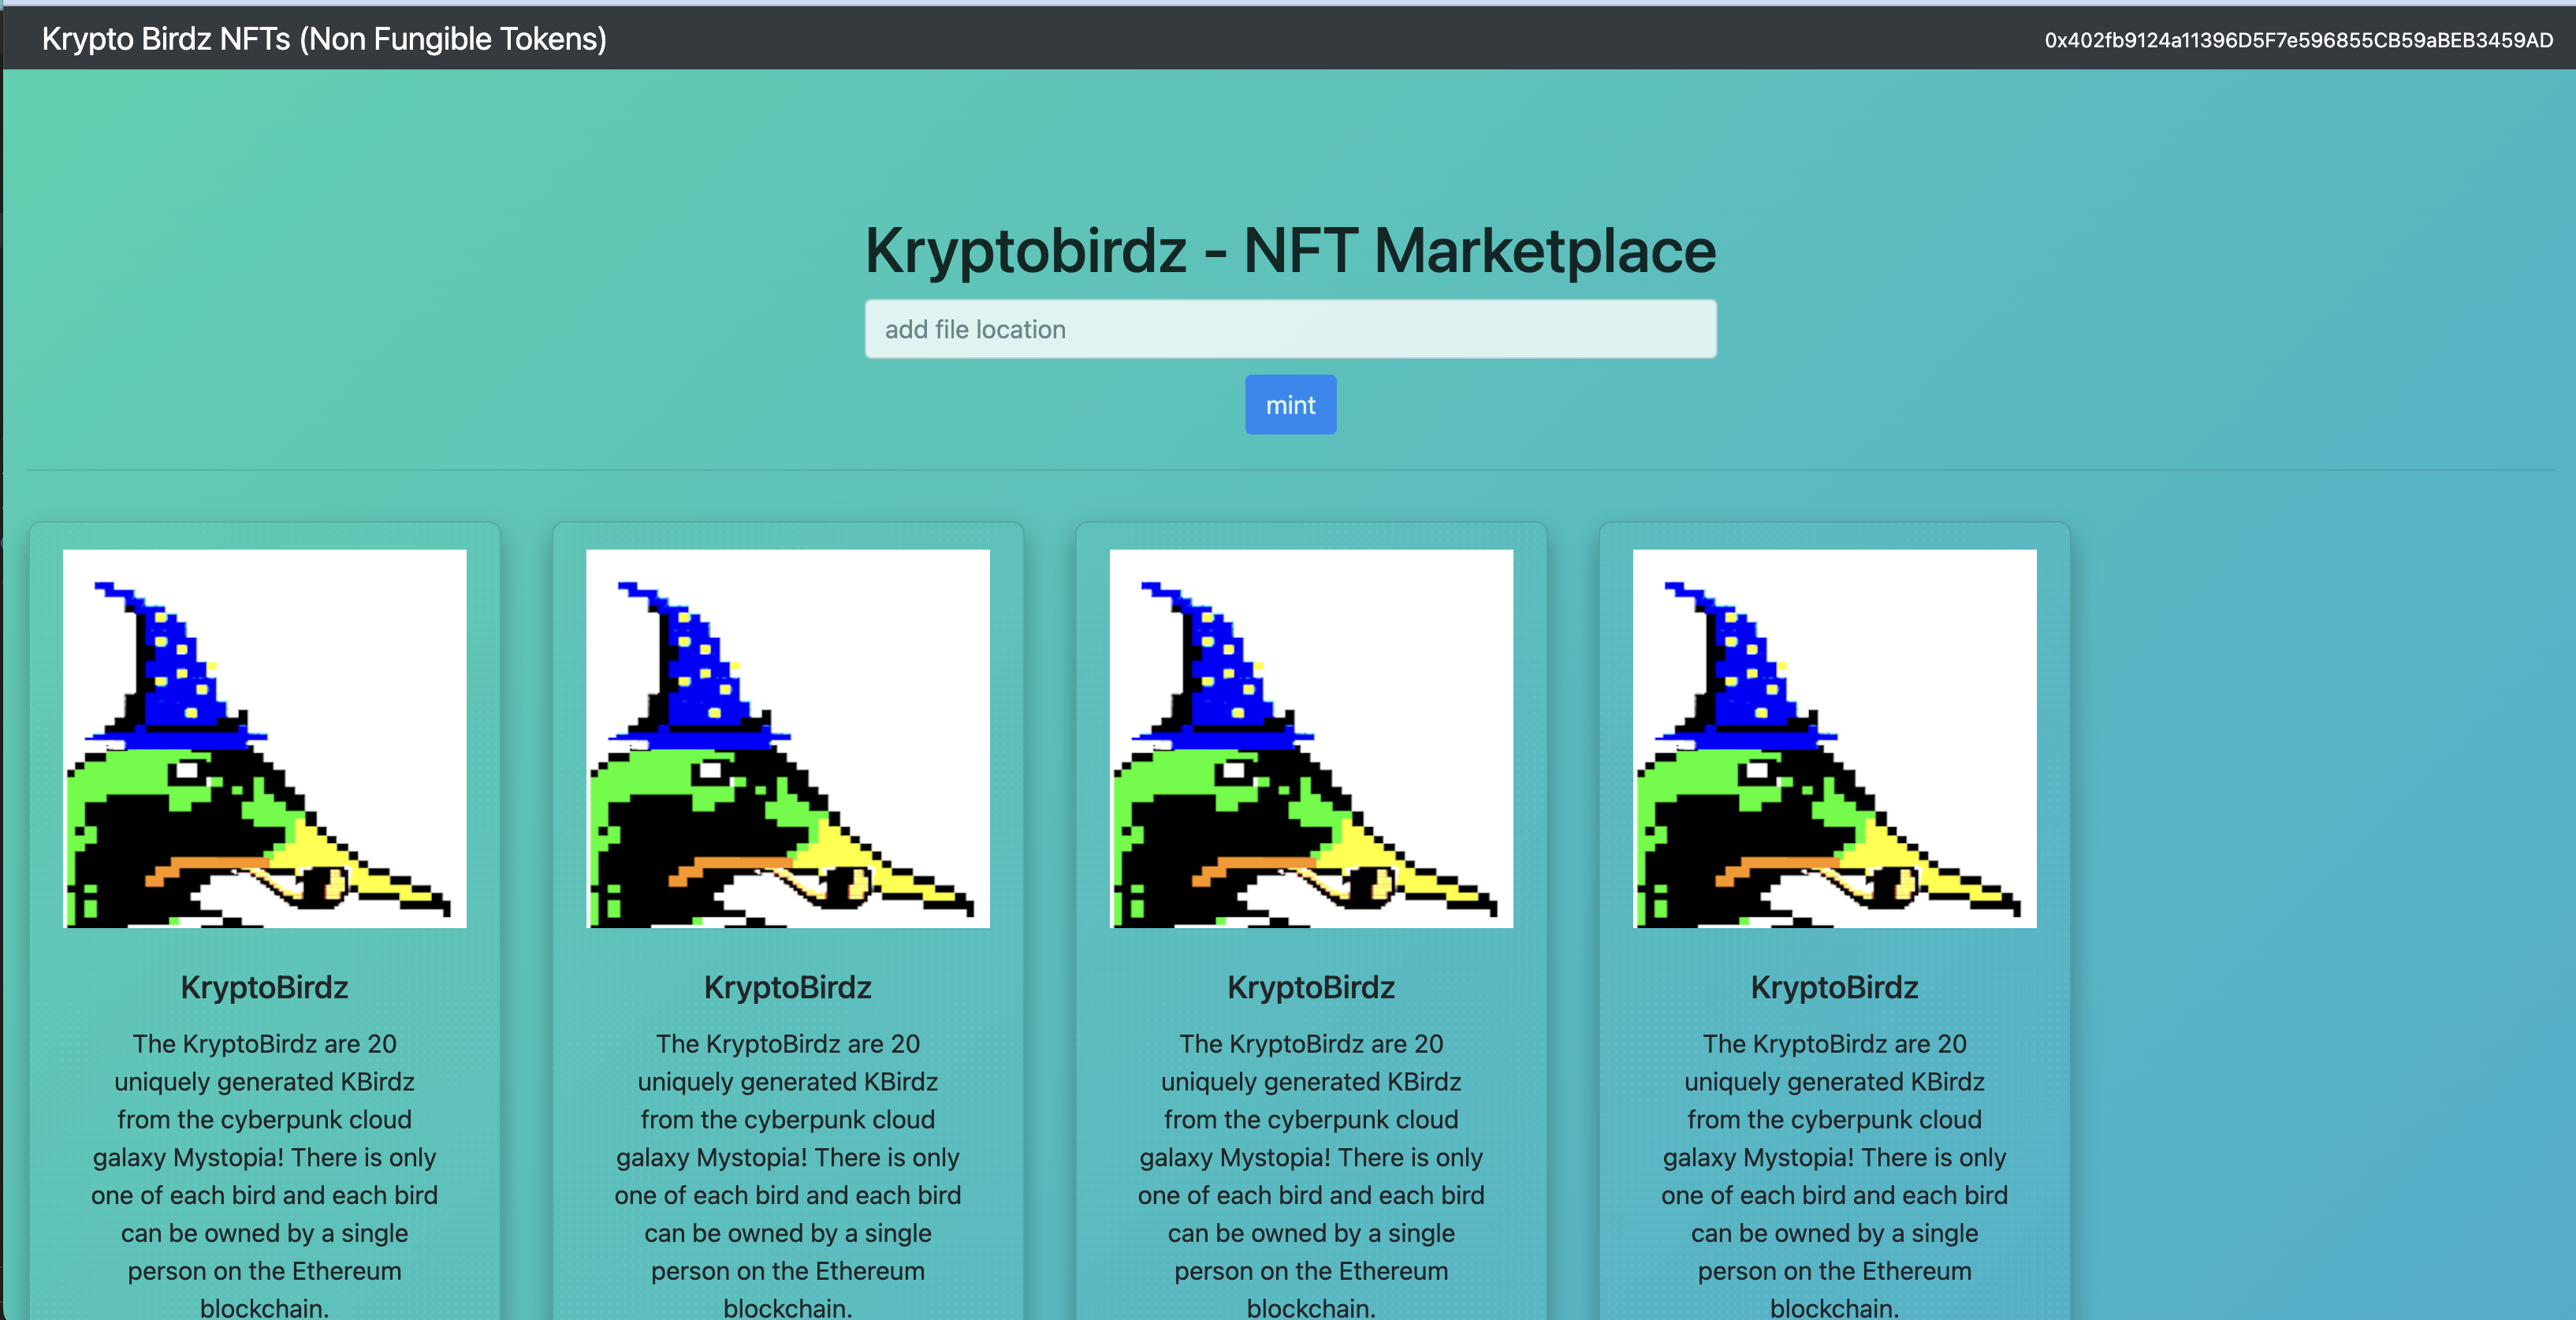 Krypto Birdz NFTs (Non Fungible Tokens)
0x402fb9124a11396D5F7e596855CB59aBEB3459AD
Kryptobirdz - NFT Marketplace
add file location
mint
KryptoBirdz
The KryptoBirdz are 20
uniquely generated KBirdz
from the cyberpunk cloud
galaxy Mystopia! There is only
one of each bird and each bird
can be owned by a single
person on the Ethereum
blockchain.
KryptoBirdz
The KryptoBirdz are 20
uniquely generated KBirdz
from the cyberpunk cloud
galaxy Mystopia! There is only
one of each bird and each bird
can be owned by a single
person on the Ethereum
blockchain.
KryptoBirdz
The KryptoBirdz are 20
uniquely generated KBirdz
from the cyberpunk cloud
galaxy Mystopia! There is only
one of each bird and each bird
can be owned by a single
person on the Ethereum
blockchain.
KryptoBirdz
The KryptoBirdz are 20
uniquely generated KBirdz
from the cyberpunk cloud
galaxy Mystopia! There is only
one of each bird and each bird
can be owned by a single
person on the Ethereum
blockchain.